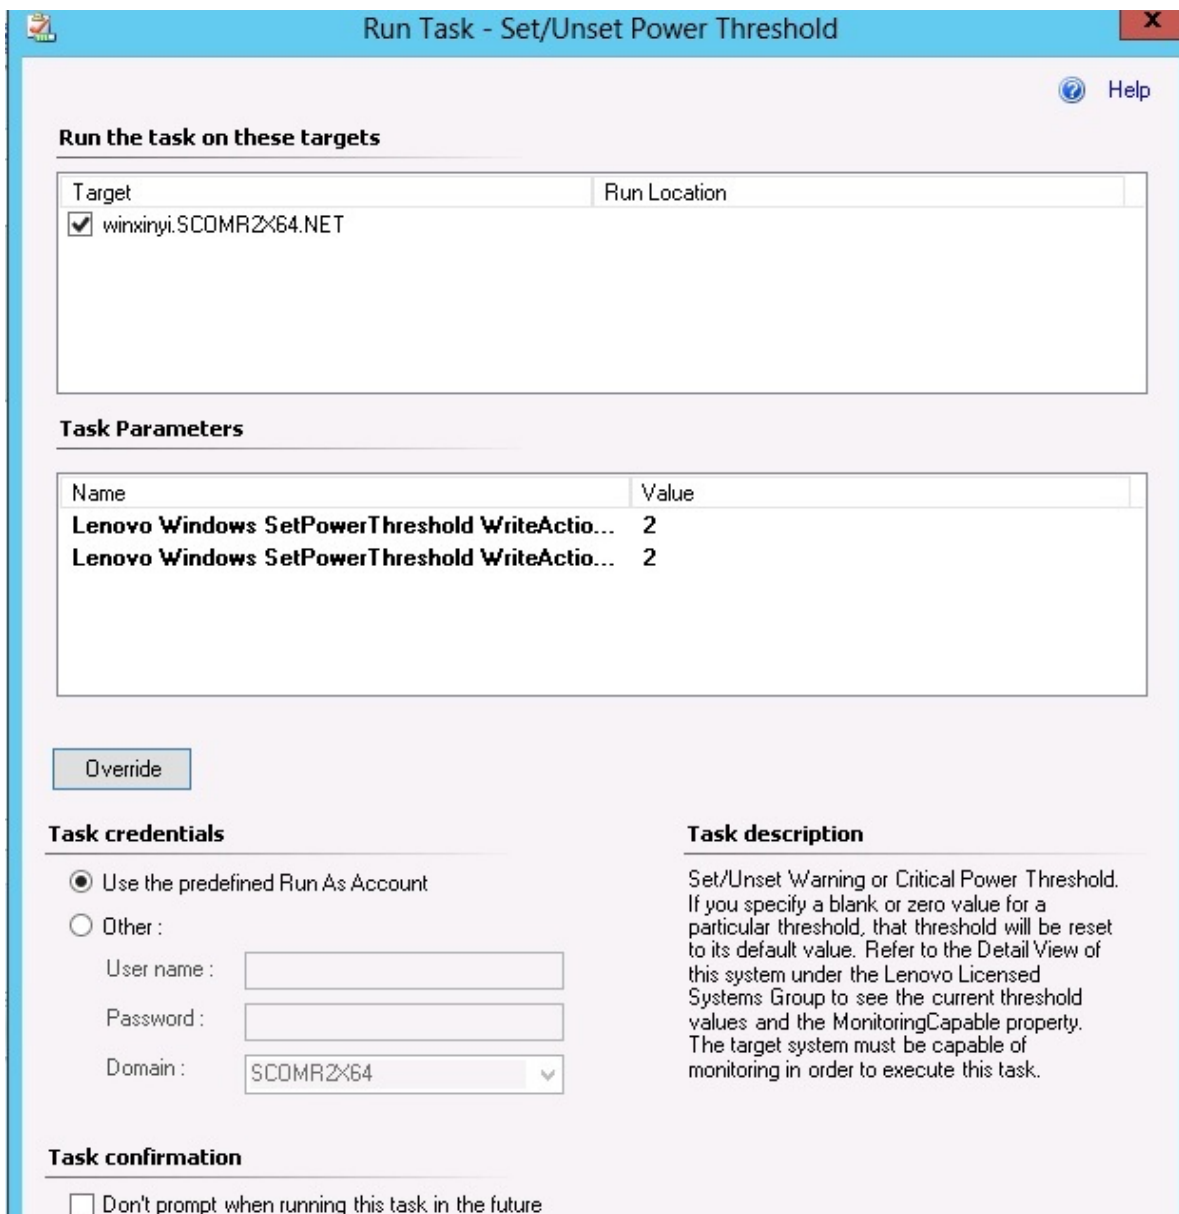 Run Task - Set/Unset Power Threshold
x
Help
Run the task on these targets
Target Run Location
winxinyi.SCOMR2X64.NET
Task Parameters
Name Value
Lenovo Windows SetPowerThreshold WriteActio... 2
Lenovo Windows SetPowerThreshold WriteActio... 2
Override
Task credentials
Use the predefined Run As Account
Other :
User name :
Password :
Domain : SCOMR2X64
Task description
Set/Unset Warning or Critical Power Threshold.
If you specify a blank or zero value for a
particular threshold, that threshold will be reset
to its default value. Refer to the Detail View of
this system under the Lenovo Licensed
Systems Group to see the current threshold
values and the MonitoringCapable property.
The target system must be capable of
monitoring in order to execute this task.
Task confirmation
Don't prompt when running this task in the future